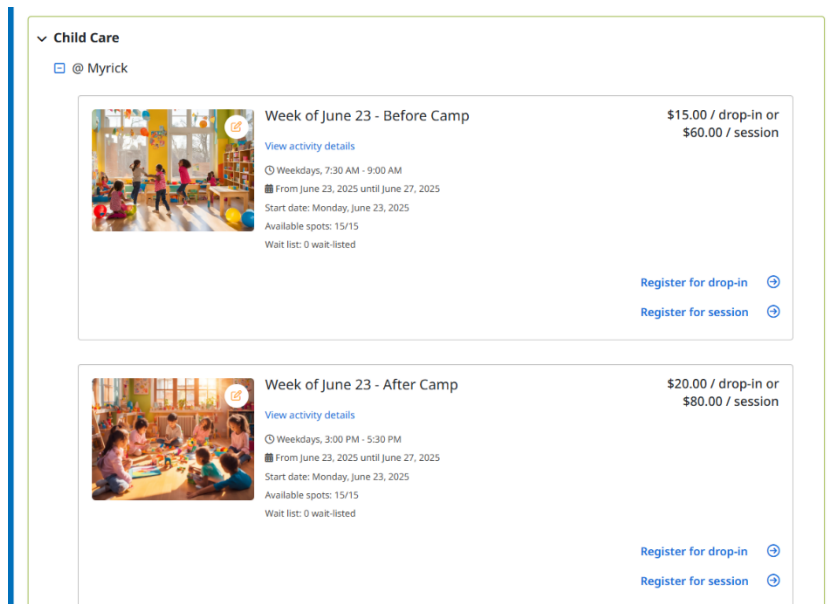 Child Care
@ Myrick
Week of June 23 - Before Camp
$15.00 / drop-in or
$60.00 / session
View activity details
Weekdays, 7:30 AM - 9:00 AM
From June 23, 2025 until June 27, 2025
Start date: Monday, June 23, 2025
Available spots: 15/15
Wait list: 0 wait-listed
Register for drop-in
Register for session
Week of June 23 - After Camp
$20.00 / drop-in or
$80.00 / session
View activity details
Weekdays, 3:00 PM - 5:30 PM
From June 23, 2025 until June 27, 2025
Start date: Monday, June 23, 2025
Available spots: 15/15
Wait list: 0 wait-listed
Register for drop-in
Register for session